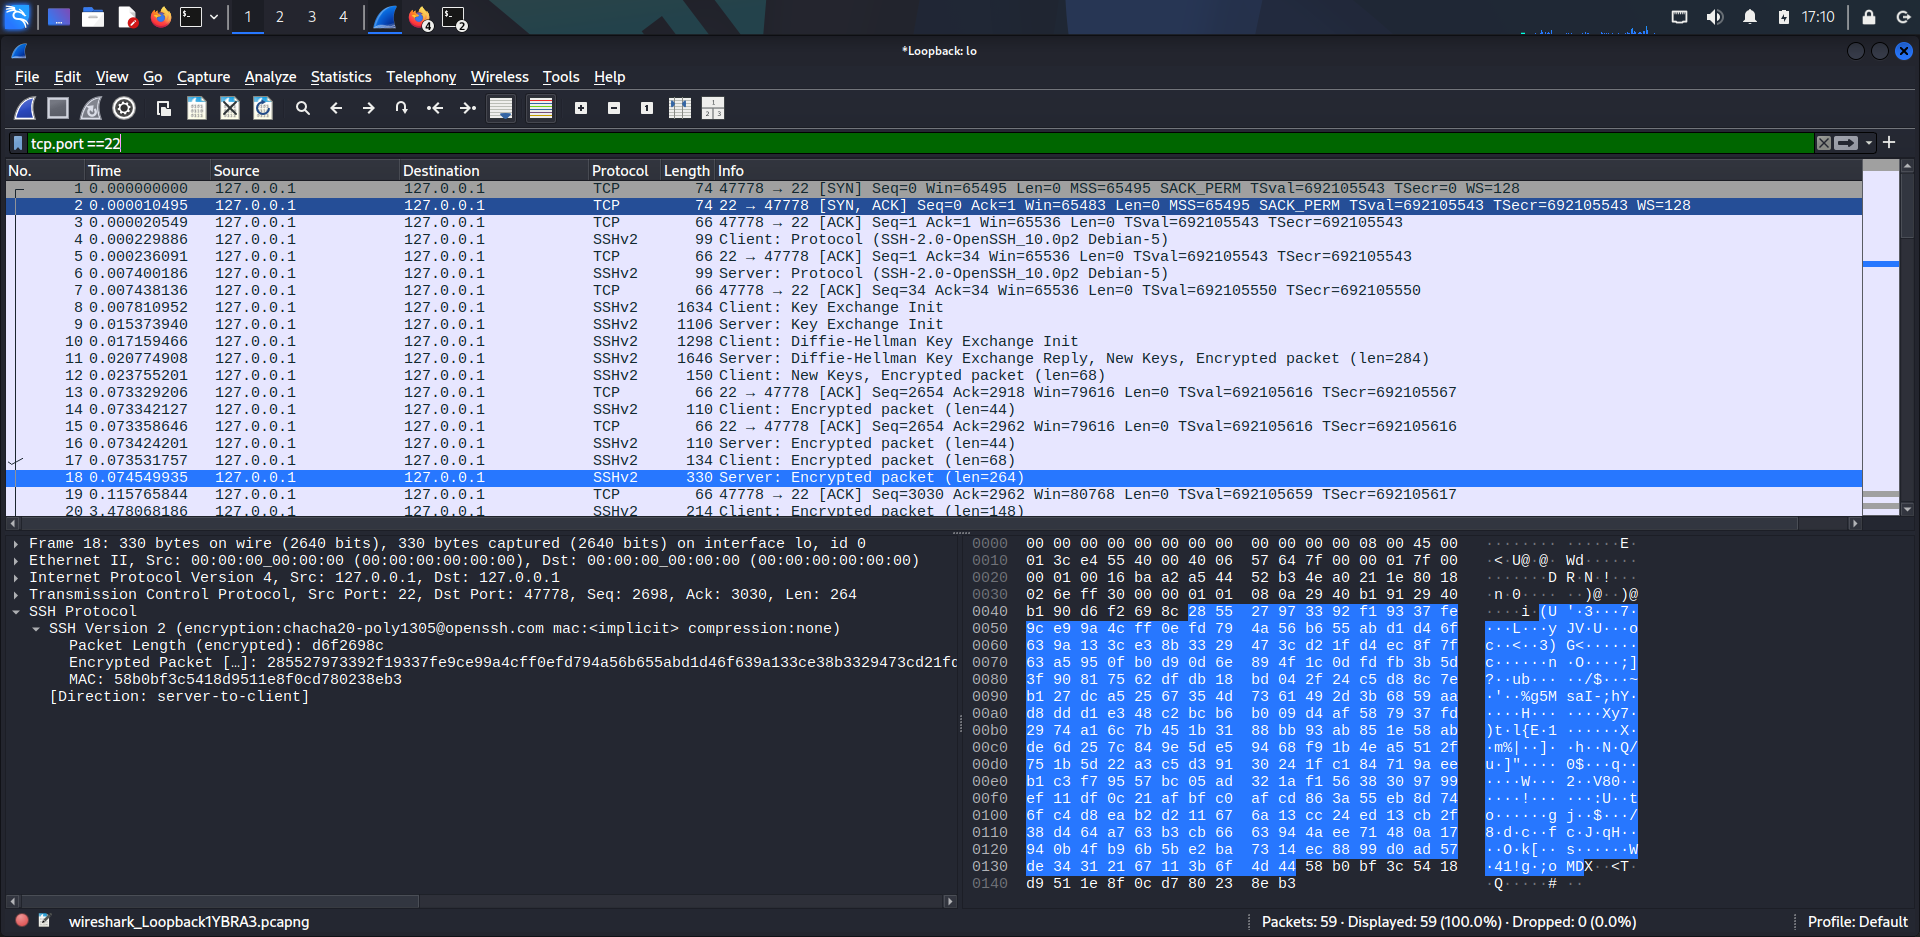 1 2 3 4 4 2 17:10
*Loopback: lo
File Edit View Go Capture Analyze Statistics Telephony Wireless Tools Help
tcp.port ==22
No. Time Source Destination Protocol Length Info
1 0.000000000 127.0.0.1 127.0.0.1 TCP 74 47778 → 22 [SYN] Seq=0 Win=65495 Len=0 MSS=65495 SACK_PERM TSval=692105543 TSecr=0 WS=128
2 0.000010495 127.0.0.1 127.0.0.1 TCP 74 22 → 47778 [SYN, ACK] Seq=0 Ack=1 Win=65483 Len=0 MSS=65495 SACK_PERM TSval=692105543 TSecr=692105543 WS=128
3 0.000020549 127.0.0.1 127.0.0.1 TCP 66 47778 → 22 [ACK] Seq=1 Ack=1 Win=65536 Len=0 TSval=692105543 TSecr=692105543
4 0.000229886 127.0.0.1 127.0.0.1 SSHv2 99 Client: Protocol (SSH-2.0-OpenSSH_10.0p2 Debian-5)
5 0.000236091 127.0.0.1 127.0.0.1 TCP 66 22 → 47778 [ACK] Seq=1 Ack=34 Win=65536 Len=0 TSval=692105543 TSecr=692105543
6 0.007400186 127.0.0.1 127.0.0.1 SSHv2 99 Server: Protocol (SSH-2.0-OpenSSH_10.0p2 Debian-5)
7 0.007438136 127.0.0.1 127.0.0.1 TCP 66 47778 → 22 [ACK] Seq=34 Ack=34 Win=65536 Len=0 TSval=692105550 TSecr=692105550
8 0.007810952 127.0.0.1 127.0.0.1 SSHv2 1634 Client: Key Exchange Init
9 0.015373940 127.0.0.1 127.0.0.1 SSHv2 1106 Server: Key Exchange Init
10 0.017159466 127.0.0.1 127.0.0.1 SSHv2 1298 Client: Diffie-Hellman Key Exchange Init
11 0.020774908 127.0.0.1 127.0.0.1 SSHv2 1646 Server: Diffie-Hellman Key Exchange Reply, New Keys, Encrypted packet (len=284)
12 0.023755201 127.0.0.1 127.0.0.1 SSHv2 150 Client: New Keys, Encrypted packet (len=68)
13 0.073329206 127.0.0.1 127.0.0.1 TCP 66 22 → 47778 [ACK] Seq=2654 Ack=2918 Win=79616 Len=0 TSval=692105616 TSecr=692105567
14 0.073342127 127.0.0.1 127.0.0.1 SSHv2 110 Client: Encrypted packet (len=44)
15 0.073358646 127.0.0.1 127.0.0.1 TCP 66 22 → 47778 [ACK] Seq=2654 Ack=2962 Win=79616 Len=0 TSval=692105616 TSecr=692105616
16 0.073424201 127.0.0.1 127.0.0.1 SSHv2 110 Server: Encrypted packet (len=44)
17 0.073531757 127.0.0.1 127.0.0.1 SSHv2 134 Client: Encrypted packet (len=68)
18 0.074549935 127.0.0.1 127.0.0.1 SSHv2 330 Server: Encrypted packet (len=264)
19 0.115765844 127.0.0.1 127.0.0.1 TCP 66 47778 → 22 [ACK] Seq=3030 Ack=2962 Win=80768 Len=0 TSval=692105659 TSecr=692105617
20 3.478068186 127.0.0.1 127.0.0.1 SSHv2 214 Client: Encrypted packet (len=148)
Frame 18: 330 bytes on wire (2640 bits), 330 bytes captured (2640 bits) on interface lo, id 0
Ethernet II, Src: 00:00:00_00:00:00 (00:00:00:00:00:00), Dst: 00:00:00_00:00:00 (00:00:00:00:00:00)
Internet Protocol Version 4, Src: 127.0.0.1, Dst: 127.0.0.1
Transmission Control Protocol, Src Port: 22, Dst Port: 47778, Seq: 2698, Ack: 3030, Len: 264
SSH Protocol
SSH Version 2 (encryption:chacha20-poly1305@openssh.com mac:<implicit> compression:none)
Packet Length (encrypted): d6f2698c
Encrypted Packet […]: 285527973392f19337fe9ce99a4cff0efd794a56b655abd1d46f639a133ce38b3329473cd21fd
MAC: 58b0bf3c5418d9511e8f0cd780238eb3
[Direction: server-to-client]
0000 00 00 00 00 00 00 00 00 00 00 00 00 08 00 45 00 ········ ······E·
0010 01 3c e4 55 40 00 40 06 57 64 7f 00 00 01 7f 00 ·<·U@·@· Wd······
0020 00 01 00 16 ba a2 a5 44 52 b3 4e a0 21 1e 80 18 ·······D R·N·!···
0030 02 6e ff 30 00 00 01 01 08 0a 29 40 b1 91 29 40 ·n·0···· ··)@··)@
0040 b1 90 d6 f2 69 8c 28 55 27 97 33 92 f1 93 37 fe ····i·(U '·3···7·
0050 9c e9 9a 4c ff 0e fd 79 4a 56 b6 55 ab d1 d4 6f ···L···y JV·U···o
0060 63 9a 13 3c e3 8b 33 29 47 3c d2 1f d4 ec 8f 7f c··<··3) G<······
0070 63 a5 95 0f b0 d9 0d 6e 89 4f 1c 0d fd fb 3b 5d c······n ·O····;]
0080 3f 90 81 75 62 df db 18 bd 04 2f 24 c5 d8 8c 7e ?··ub··· ··/$···~
0090 b1 27 dc a5 25 67 35 4d 73 61 49 2d 3b 68 59 aa ·'··%g5M saI-;hY·
00a0 d8 dd d1 e3 48 c2 bc b6 b0 09 d4 af 58 79 37 fd ····H··· ····Xy7·
00b0 29 74 a1 6c 7b 45 1b 31 88 bb 93 ab 85 1e 58 ab )t·l{E·1 ······X·
00c0 de 6d 25 7c 84 9e 5d e5 94 68 f9 1b 4e a5 51 2f ·m%|··]· ·h··N·Q/
00d0 75 1b 5d 22 a3 c5 d3 91 30 24 1f c1 84 71 9a ee u·]"···· 0$···q··
00e0 b1 c3 f7 95 57 bc 05 ad 32 1a f1 56 38 30 97 99 ····W··· 2··V80··
00f0 ef 11 df 0c 21 af bf c0 af cd 86 3a 55 eb 8d 74 ····!··· ···:U··t
0100 6f c4 d8 ea b2 d2 11 67 6a 13 cc 24 ed 13 cb 2f o······g j··$···/
0110 38 d4 64 a7 63 b3 cb 66 63 94 4a ee 71 48 0a 17 8·d·c··f c·J·qH··
0120 94 0b 4f b9 6b 5b e2 ba 73 14 ec 88 99 d0 ad 57 ··O·k[·· s······W
0130 de 34 31 21 67 11 3b 6f 4d 44 58 b0 bf 3c 54 18 ·41!g·;o MDX··<T·
0140 d9 51 1e 8f 0c d7 80 23 8e b3 ·Q·····# ··
wireshark_Loopback1YBRA3.pcapng Packets: 59 · Displayed: 59 (100.0%) · Dropped: 0 (0.0%) Profile: Default